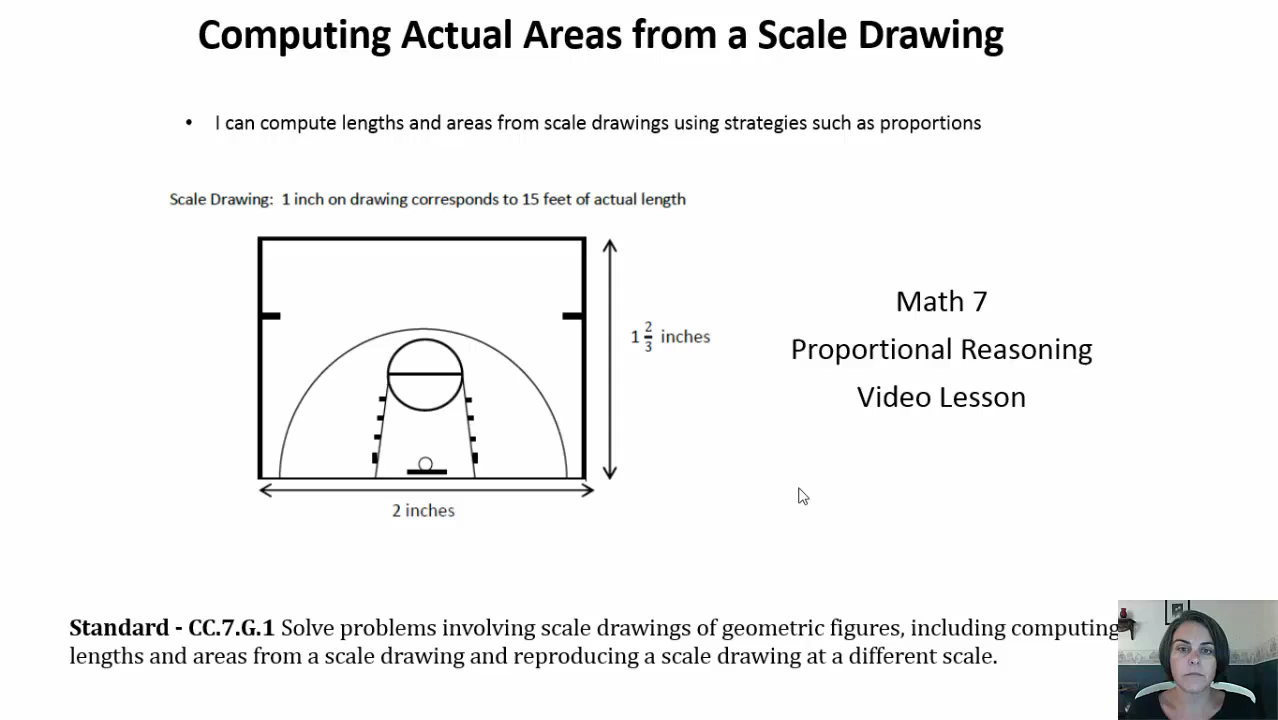 Computing Actual Areas from a Scale Drawing
• I can compute lengths and areas from scale drawings using strategies such as proportions
Scale Drawing: 1 inch on drawing corresponds to 15 feet of actual length
1 2/3 inches
2 inches
Math 7
Proportional Reasoning
Video Lesson
Standard - CC.7.G.1 Solve problems involving scale drawings of geometric figures, including computing
lengths and areas from a scale drawing and reproducing a scale drawing at a different scale.